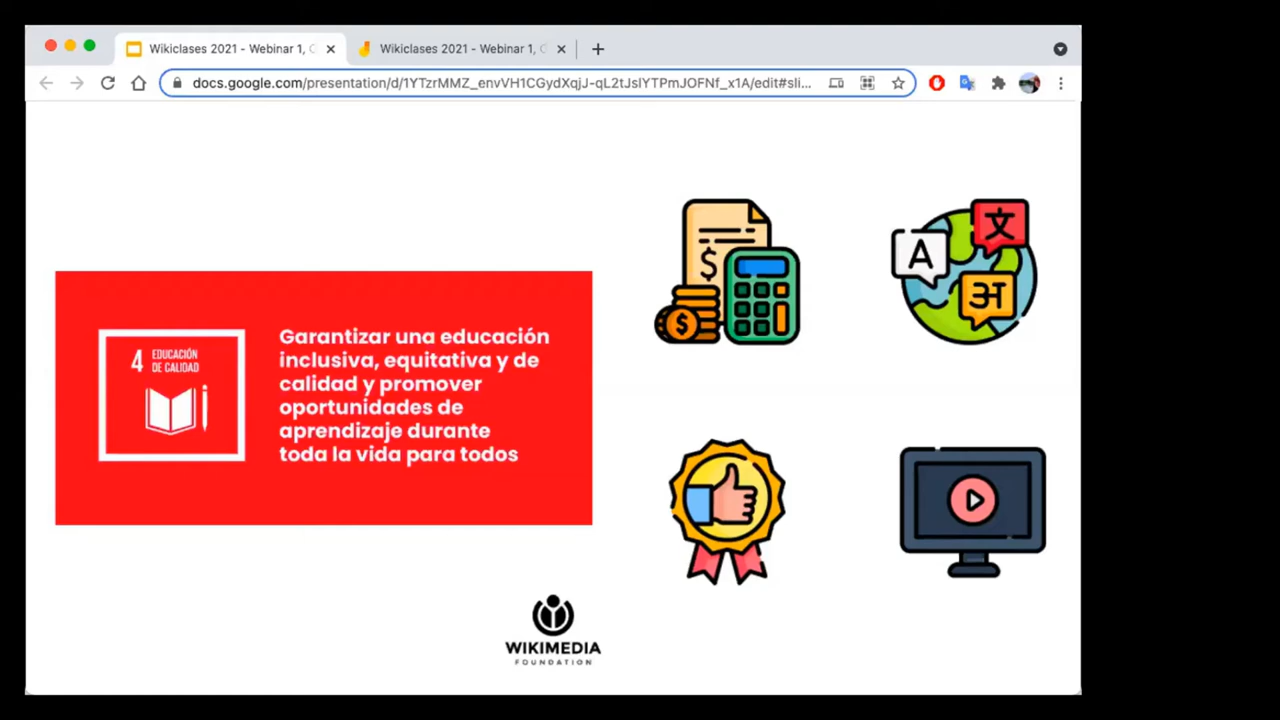 Wikiclases 2021 - Webinar 1, C
Wikiclases 2021 - Webinar 1, C
docs.google.com/presentation/d/1YTzrMMZ_envVH1CGydXqjJ-qL2tJsIYTPmJOFNf_x1A/edit#sli...
4 EDUCACIÓN
DE CALIDAD
Garantizar una educación
inclusiva, equitativa y de
calidad y promover
oportunidades de
aprendizaje durante
toda la vida para todos
$
$
A
文
अ
WIKIMEDIA
FOUNDATION